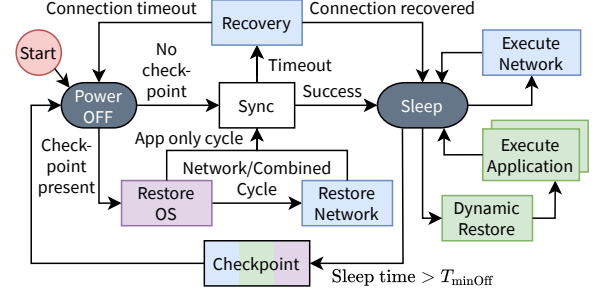 Connection timeout
Recovery
Connection recovered
Start
No
check-
point
Timeout
Execute
Network
Power
OFF
Sync
Success
Sleep
App only cycle
Check-
point
present
Network/Combined
Cycle
Execute
Application
Restore
OS
Restore
Network
Dynamic
Restore
Checkpoint
Sleep time > T_minOff